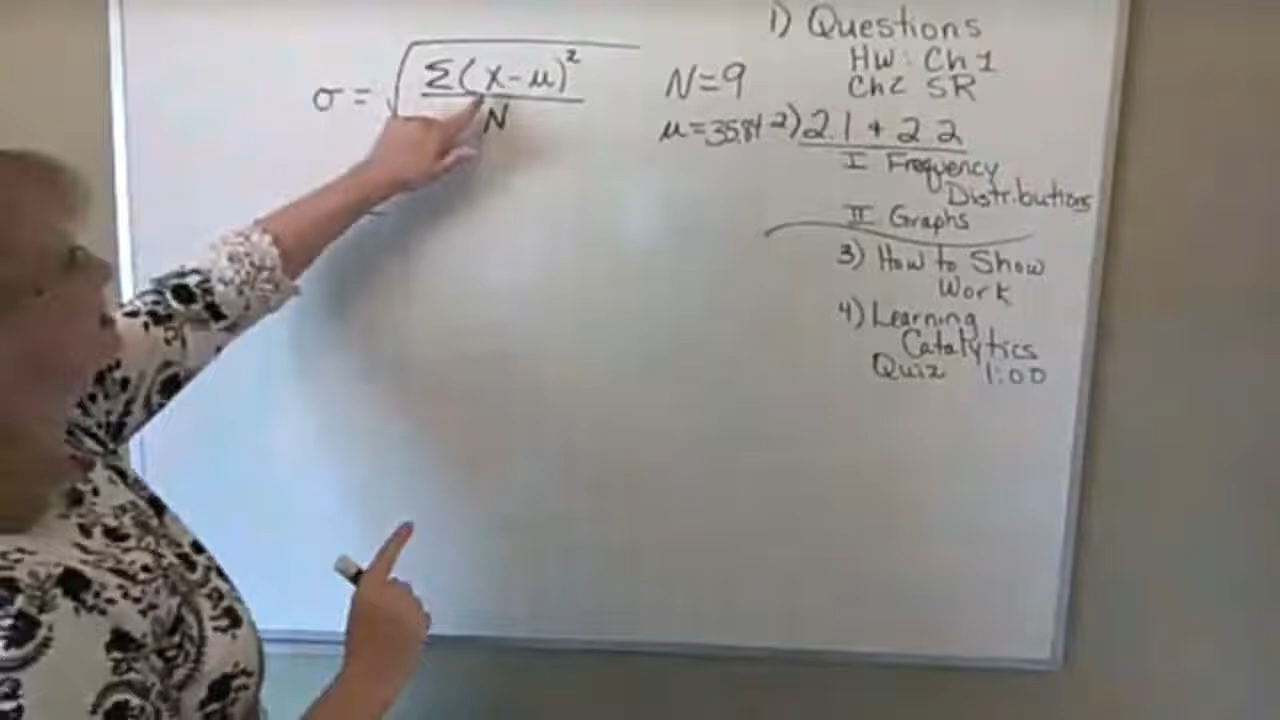 σ = √ Σ(x-μ)²
N
N=9
μ=35.84
1) Questions
HW: Ch 1
Ch 2 SR
2) 2.1 + 2.2
I Frequency
Distributions
II Graphs
3) How to Show
Work
4) Learning
Catalytics
Quiz 1:00